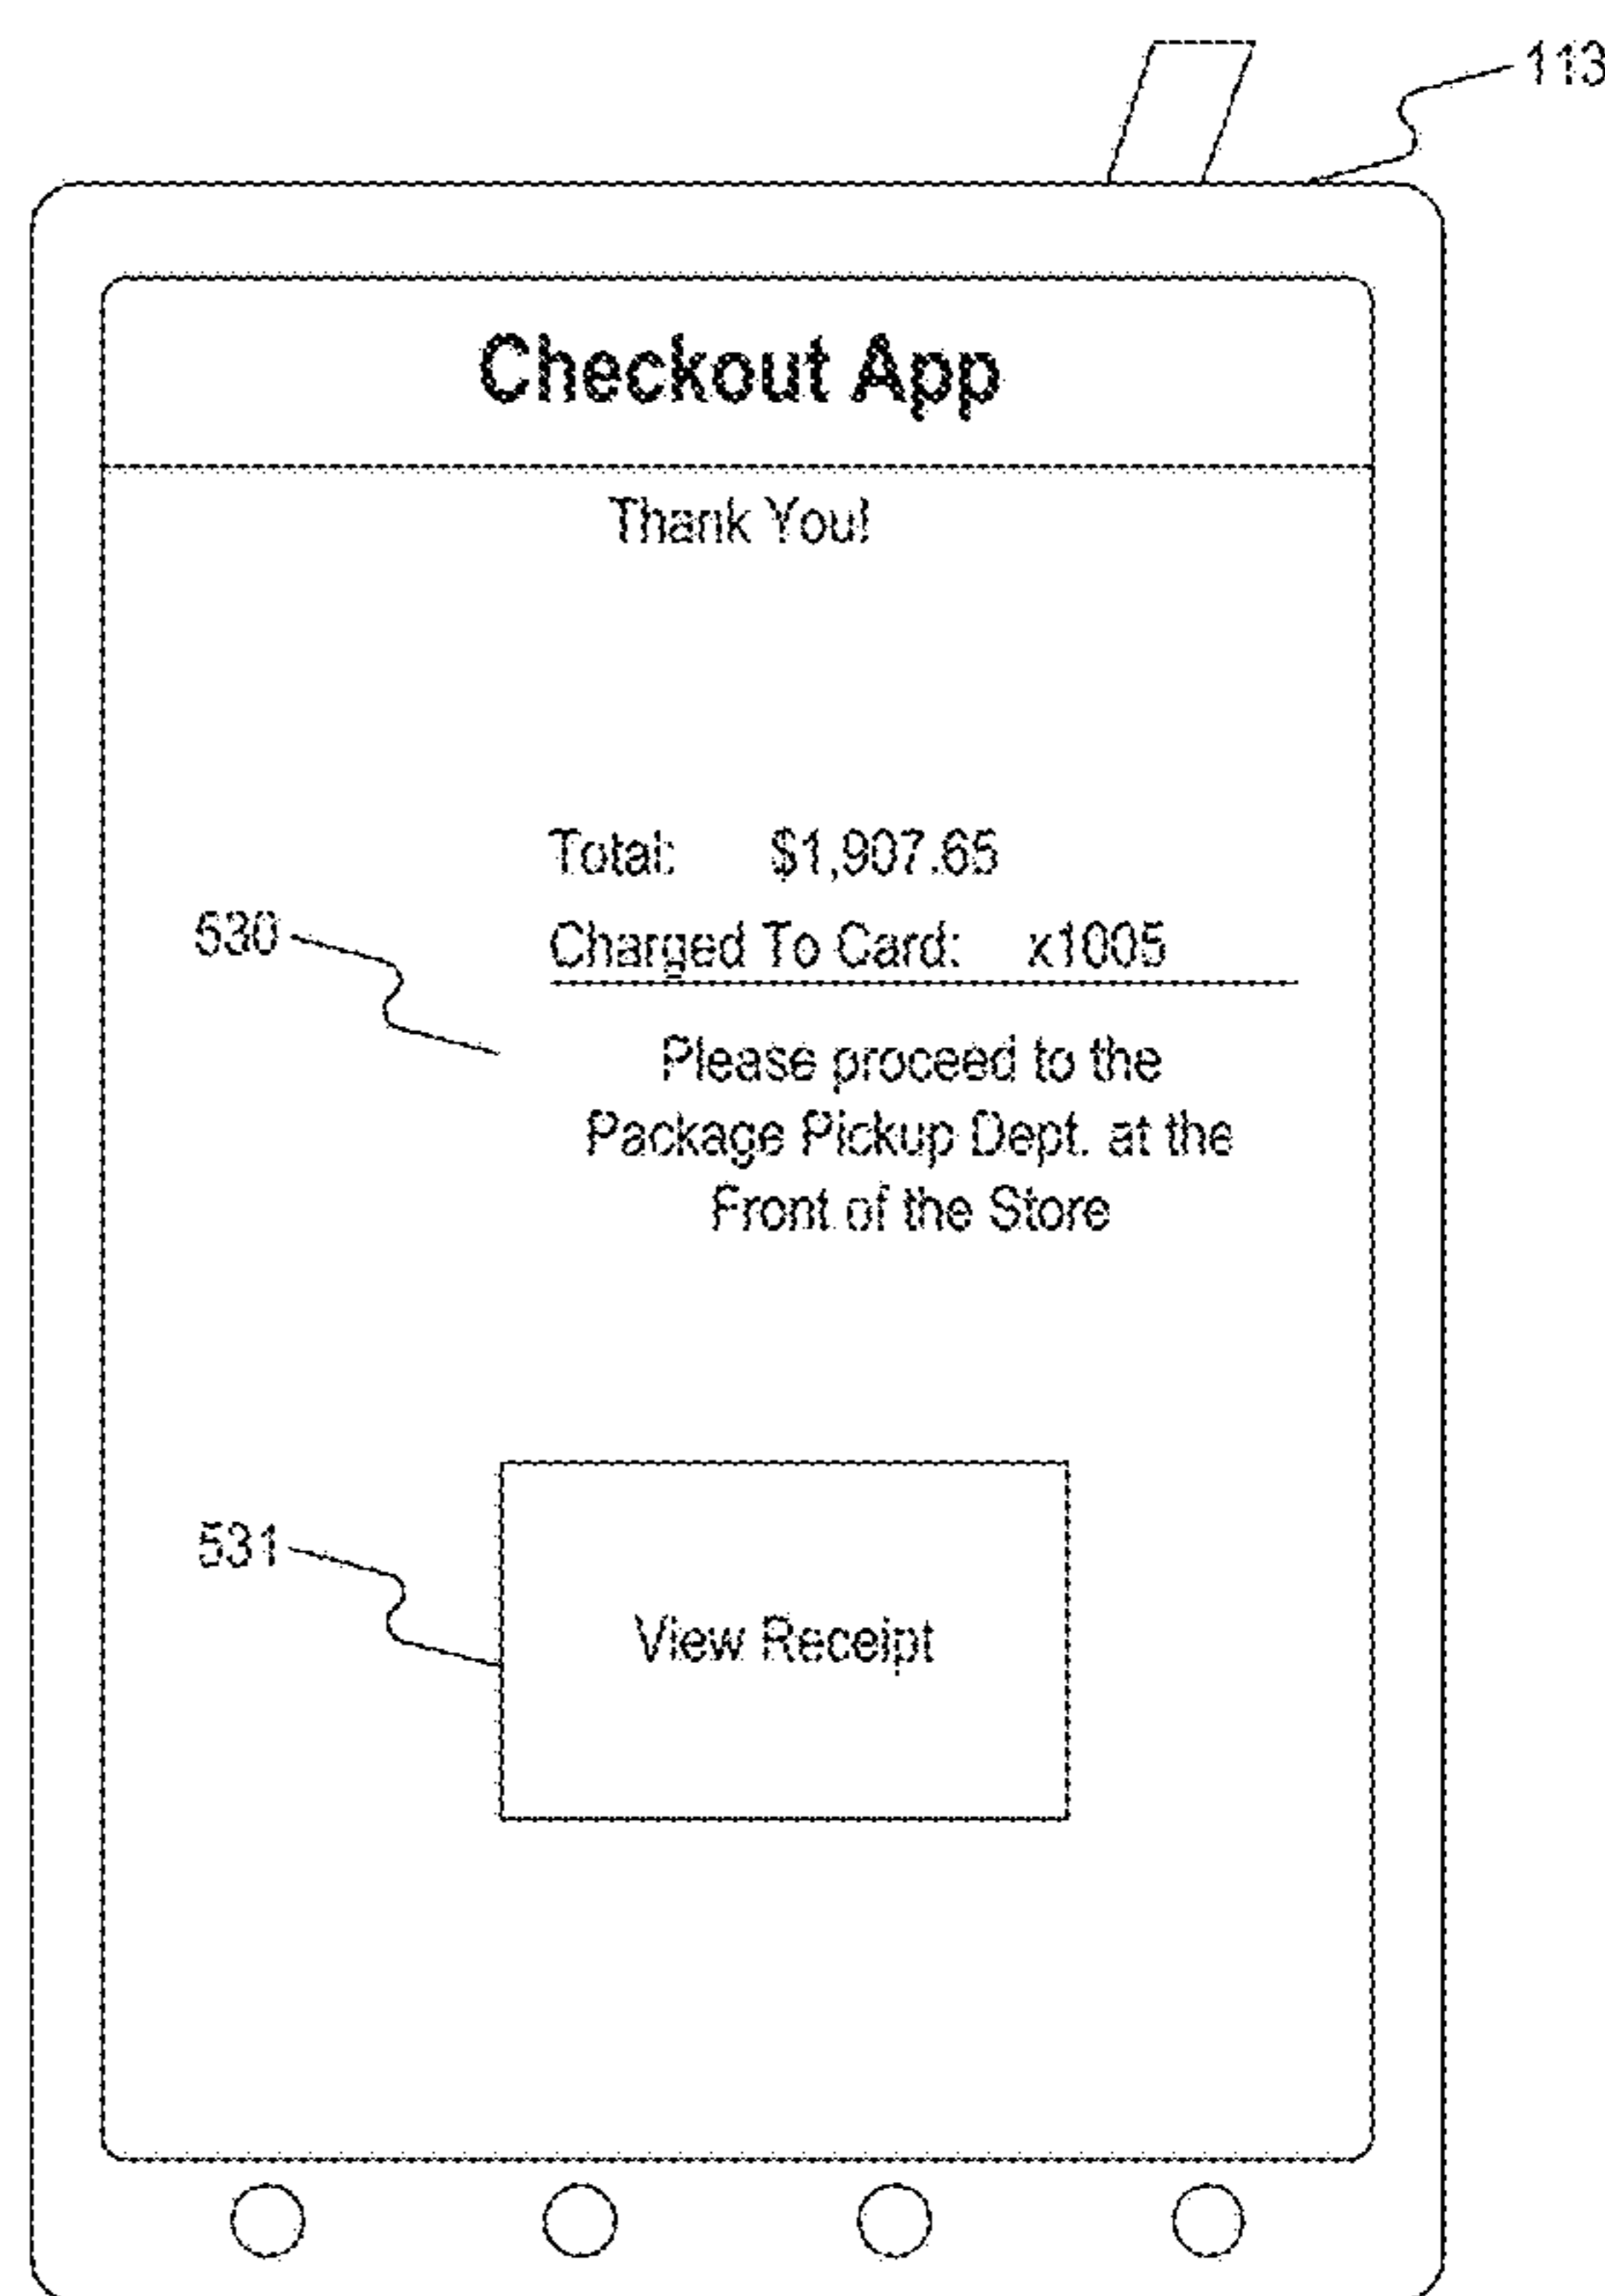 113
Checkout App
Thank You!
Total: $1,907.65
530
Charged To Card: x1005
Please proceed to the
Package Pickup Dept. at the
Front of the Store
531
View Receipt